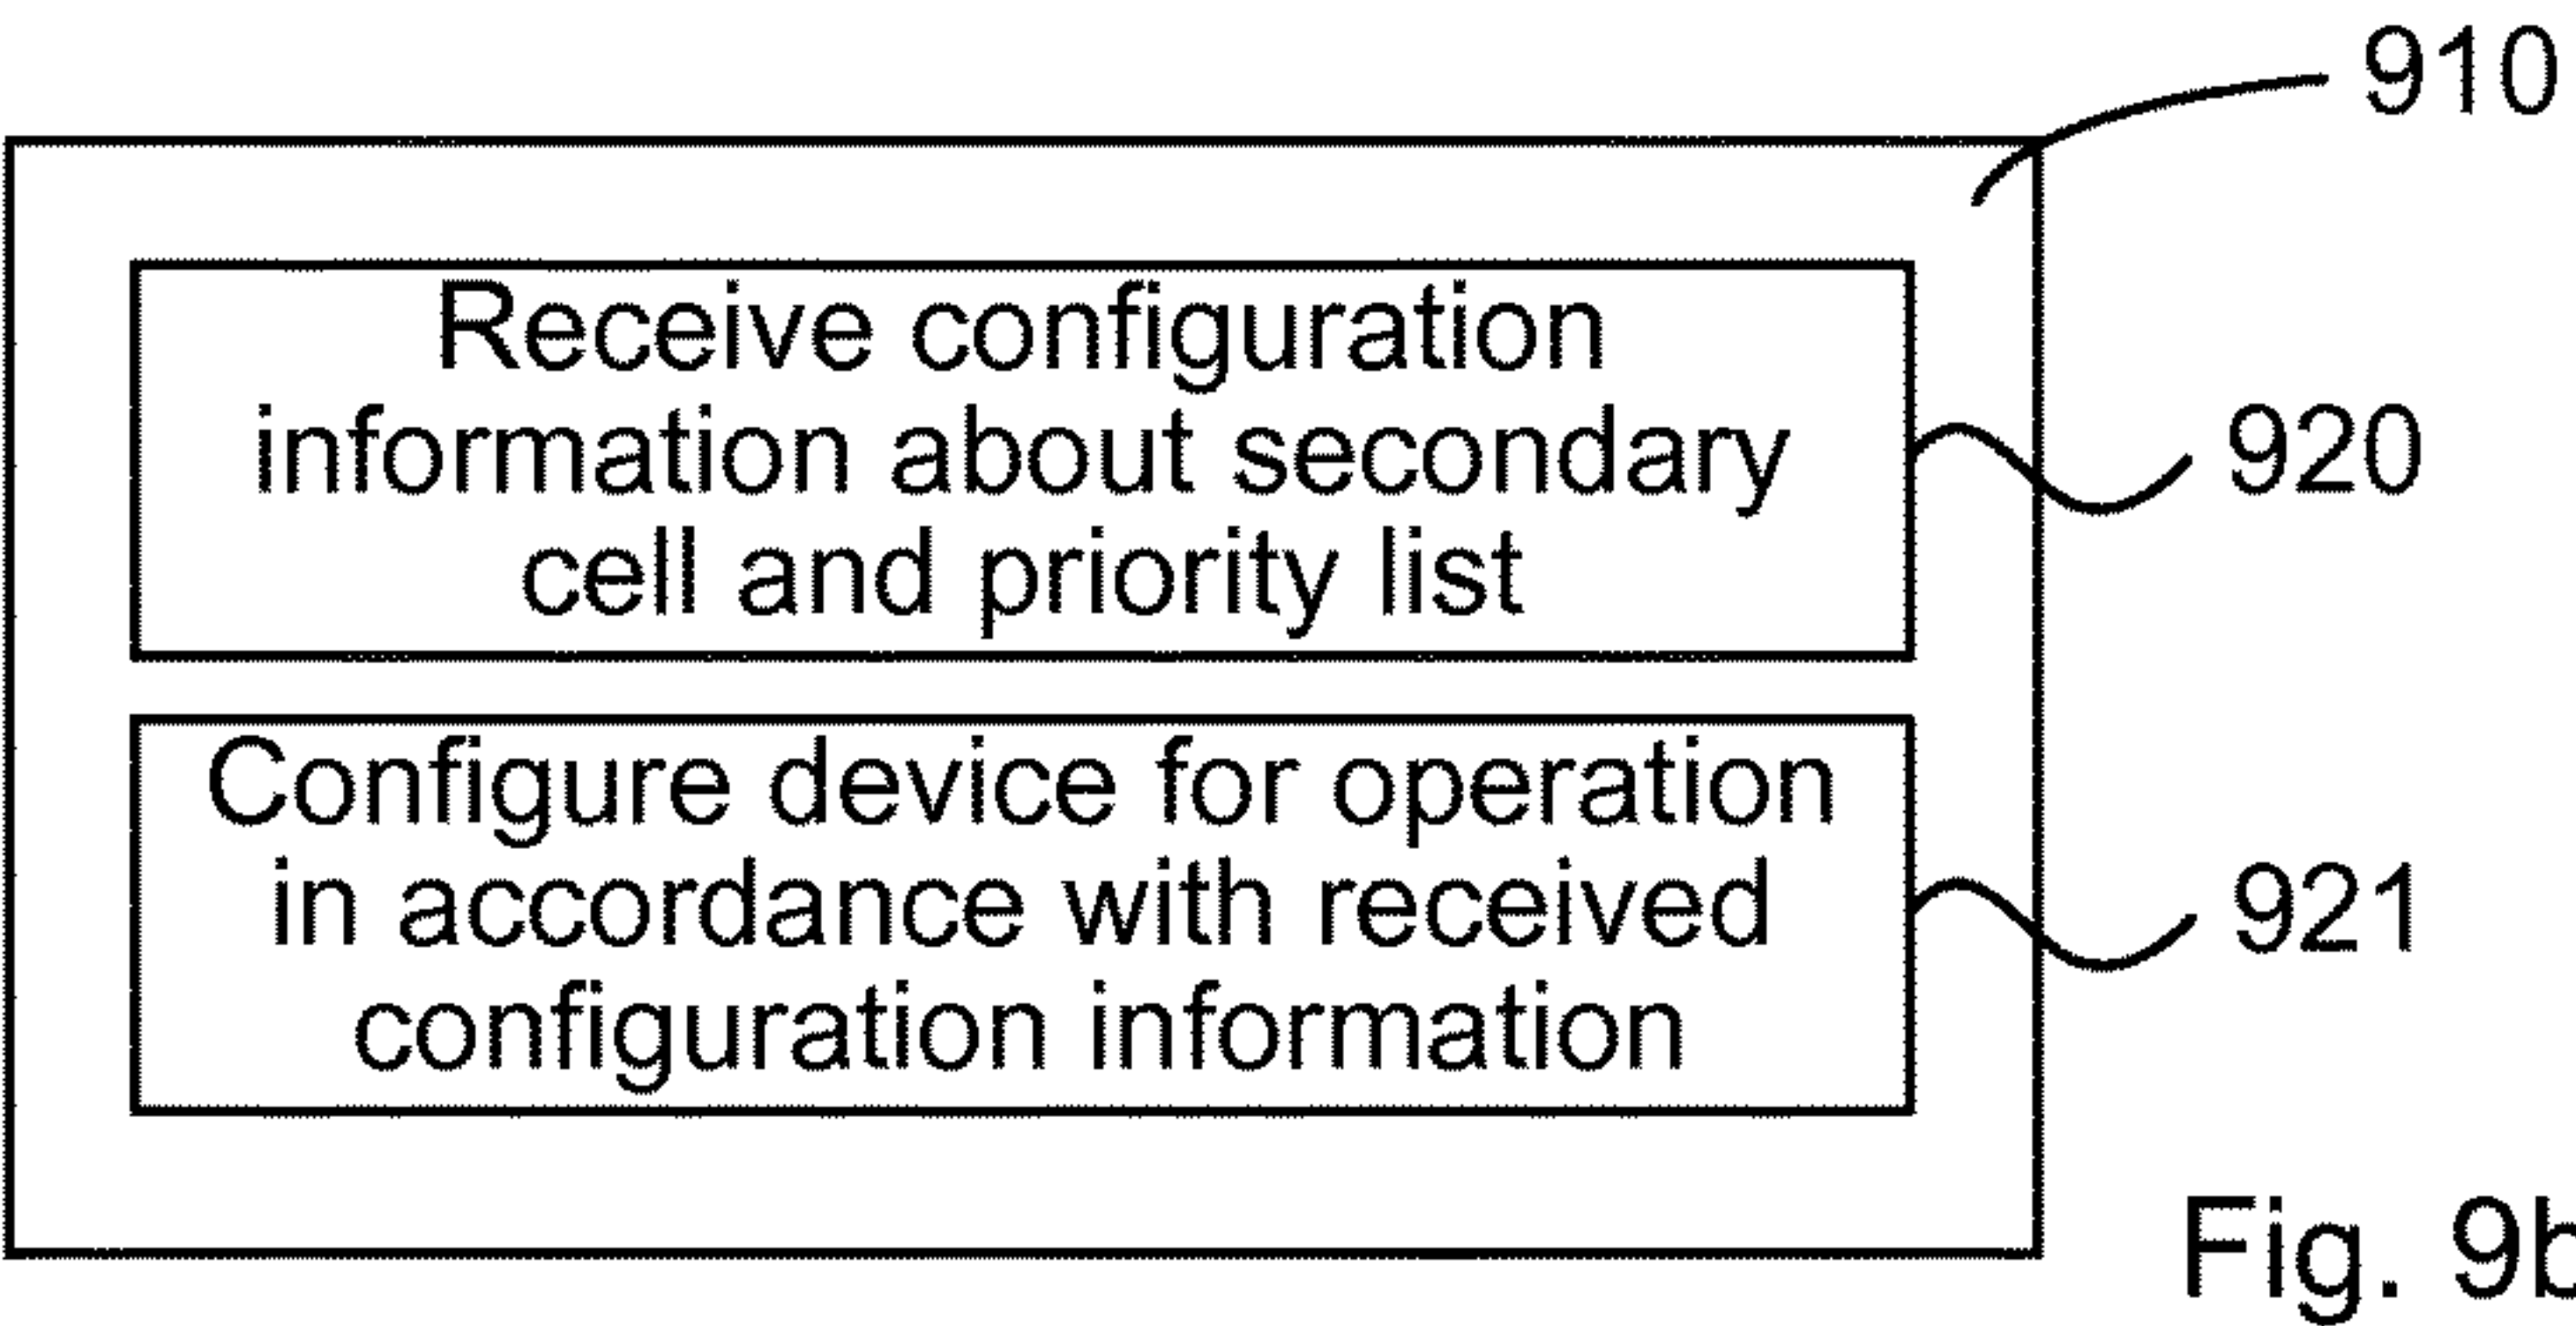 910
Receive configuration
information about secondary
cell and priority list
920
Configure device for operation
in accordance with received
configuration information
921
Fig. 9b